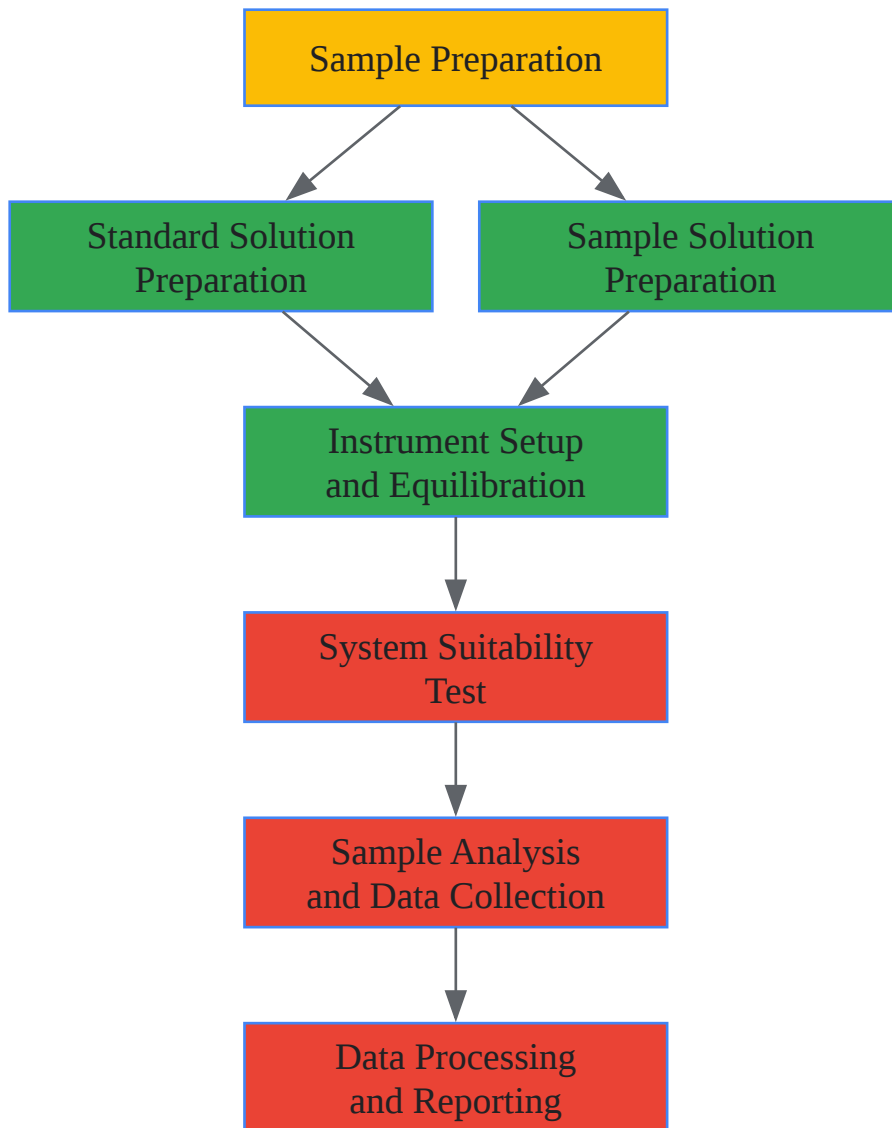 Sample Preparation
Standard Solution
Preparation
Sample Solution
Preparation
Instrument Setup
and Equilibration
System Suitability
Test
Sample Analysis
and Data Collection
Data Processing
and Reporting